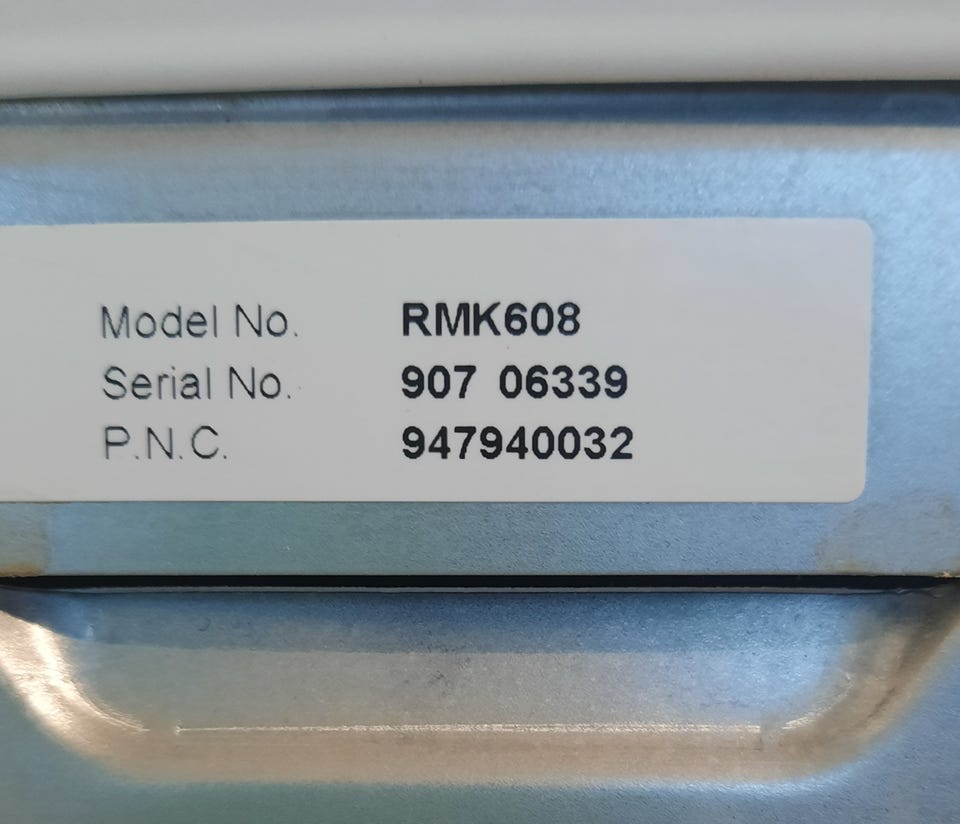 Model No. RMK608
Serial No. 907 06339
P.N.C. 947940032